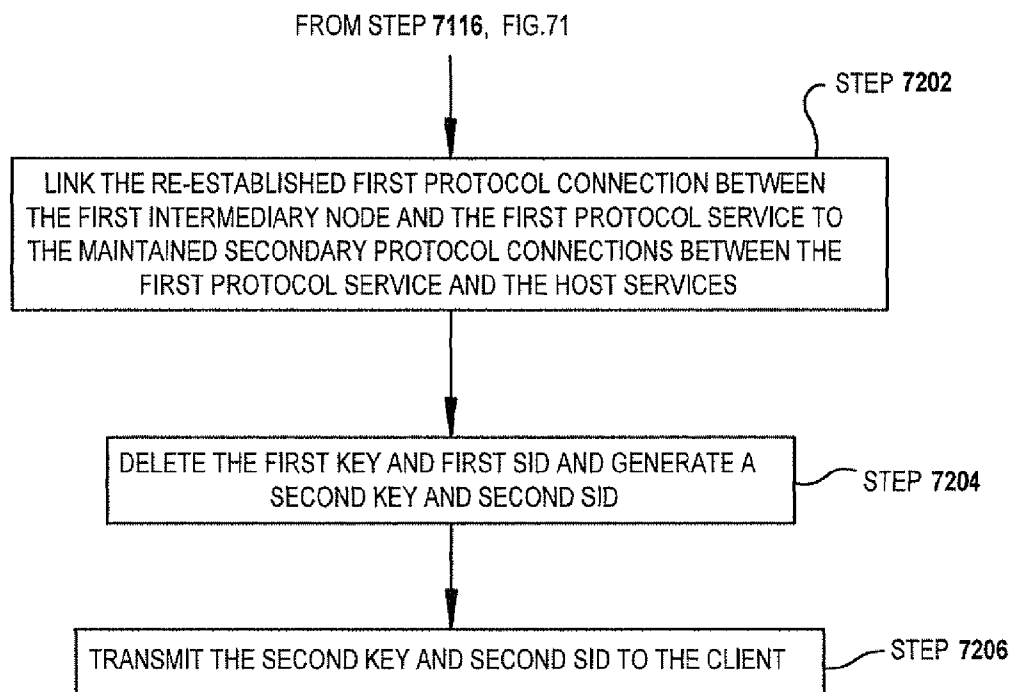 FROM STEP 7116, FIG.71
STEP 7202
LINK THE RE-ESTABLISHED FIRST PROTOCOL CONNECTION BETWEEN
THE FIRST INTERMEDIARY NODE AND THE FIRST PROTOCOL SERVICE TO
THE MAINTAINED SECONDARY PROTOCOL CONNECTIONS BETWEEN THE
FIRST PROTOCOL SERVICE AND THE HOST SERVICES
DELETE THE FIRST KEY AND FIRST SID AND GENERATE A
SECOND KEY AND SECOND SID
STEP 7204
TRANSMIT THE SECOND KEY AND SECOND SID TO THE CLIENT
STEP 7206